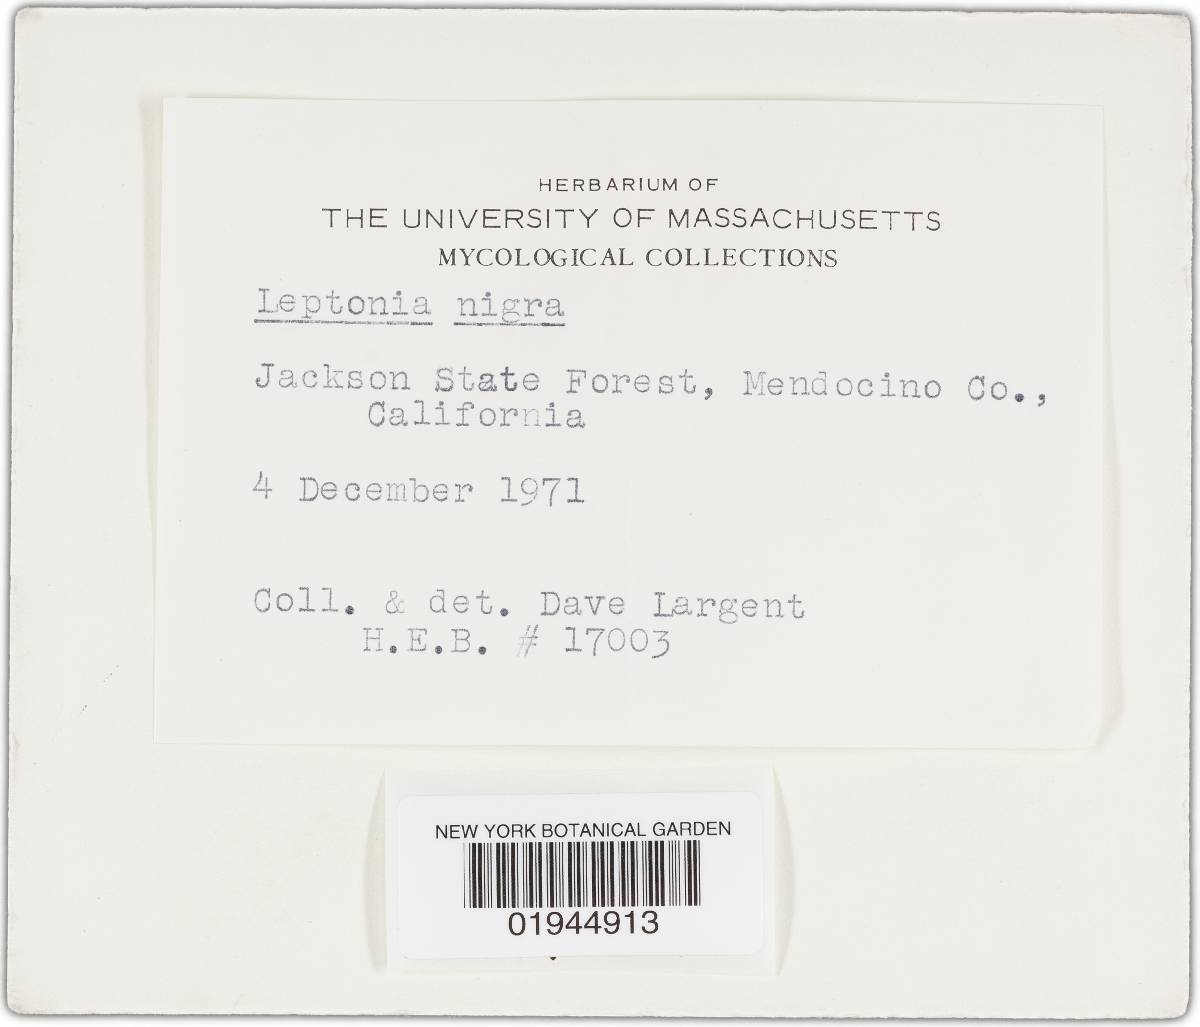 HERBARIUM OF
THE UNIVERSITY OF MASSACHUSETTS
MYCOLOGICAL COLLECTIONS
Leptonia nigra
Jackson State Forest, Mendocino Co.,
California
4 December 1971
Coll. & det. Dave Largent
H.E.B. # 17003
NEW YORK BOTANICAL GARDEN
01944913